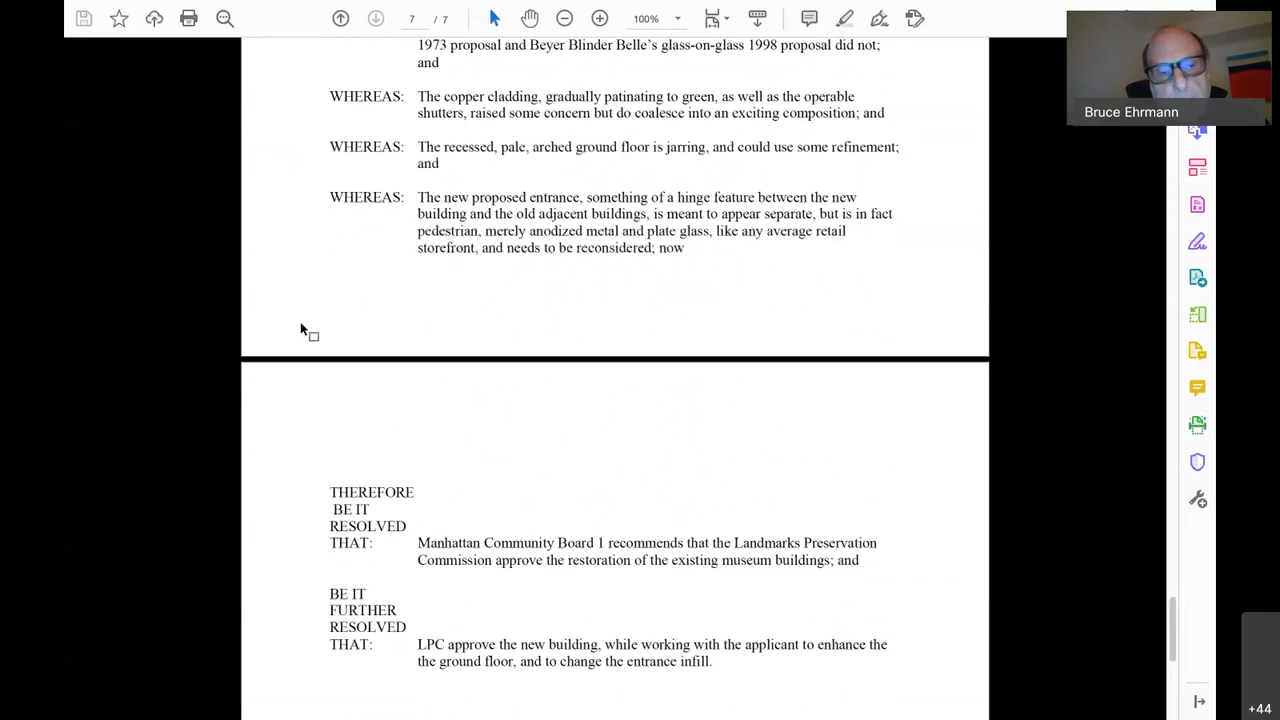 7 / 7
100%
Bruce Ehrmann
1973 proposal and Beyer Blinder Belle's glass-on-glass 1998 proposal did not;
and
WHEREAS: The copper cladding, gradually patinating to green, as well as the operable
shutters, raised some concern but do coalesce into an exciting composition; and
WHEREAS: The recessed, pale, arched ground floor is jarring, and could use some refinement;
and
WHEREAS: The new proposed entrance, something of a hinge feature between the new
building and the old adjacent buildings, is meant to appear separate, but is in fact
pedestrian, merely anodized metal and plate glass, like any average retail
storefront, and needs to be reconsidered; now
THEREFORE
BE IT
RESOLVED
THAT: Manhattan Community Board 1 recommends that the Landmarks Preservation
Commission approve the restoration of the existing museum buildings; and
BE IT
FURTHER
RESOLVED
THAT: LPC approve the new building, while working with the applicant to enhance the
the ground floor, and to change the entrance infill.
+44